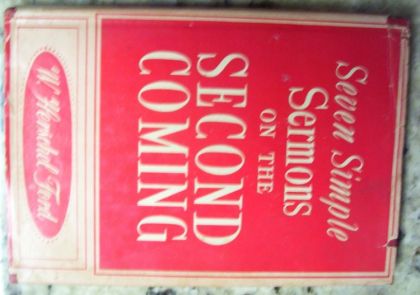 Seven Simple
Sermons
ON THE
SECOND
COMING
W. Herschel Ford